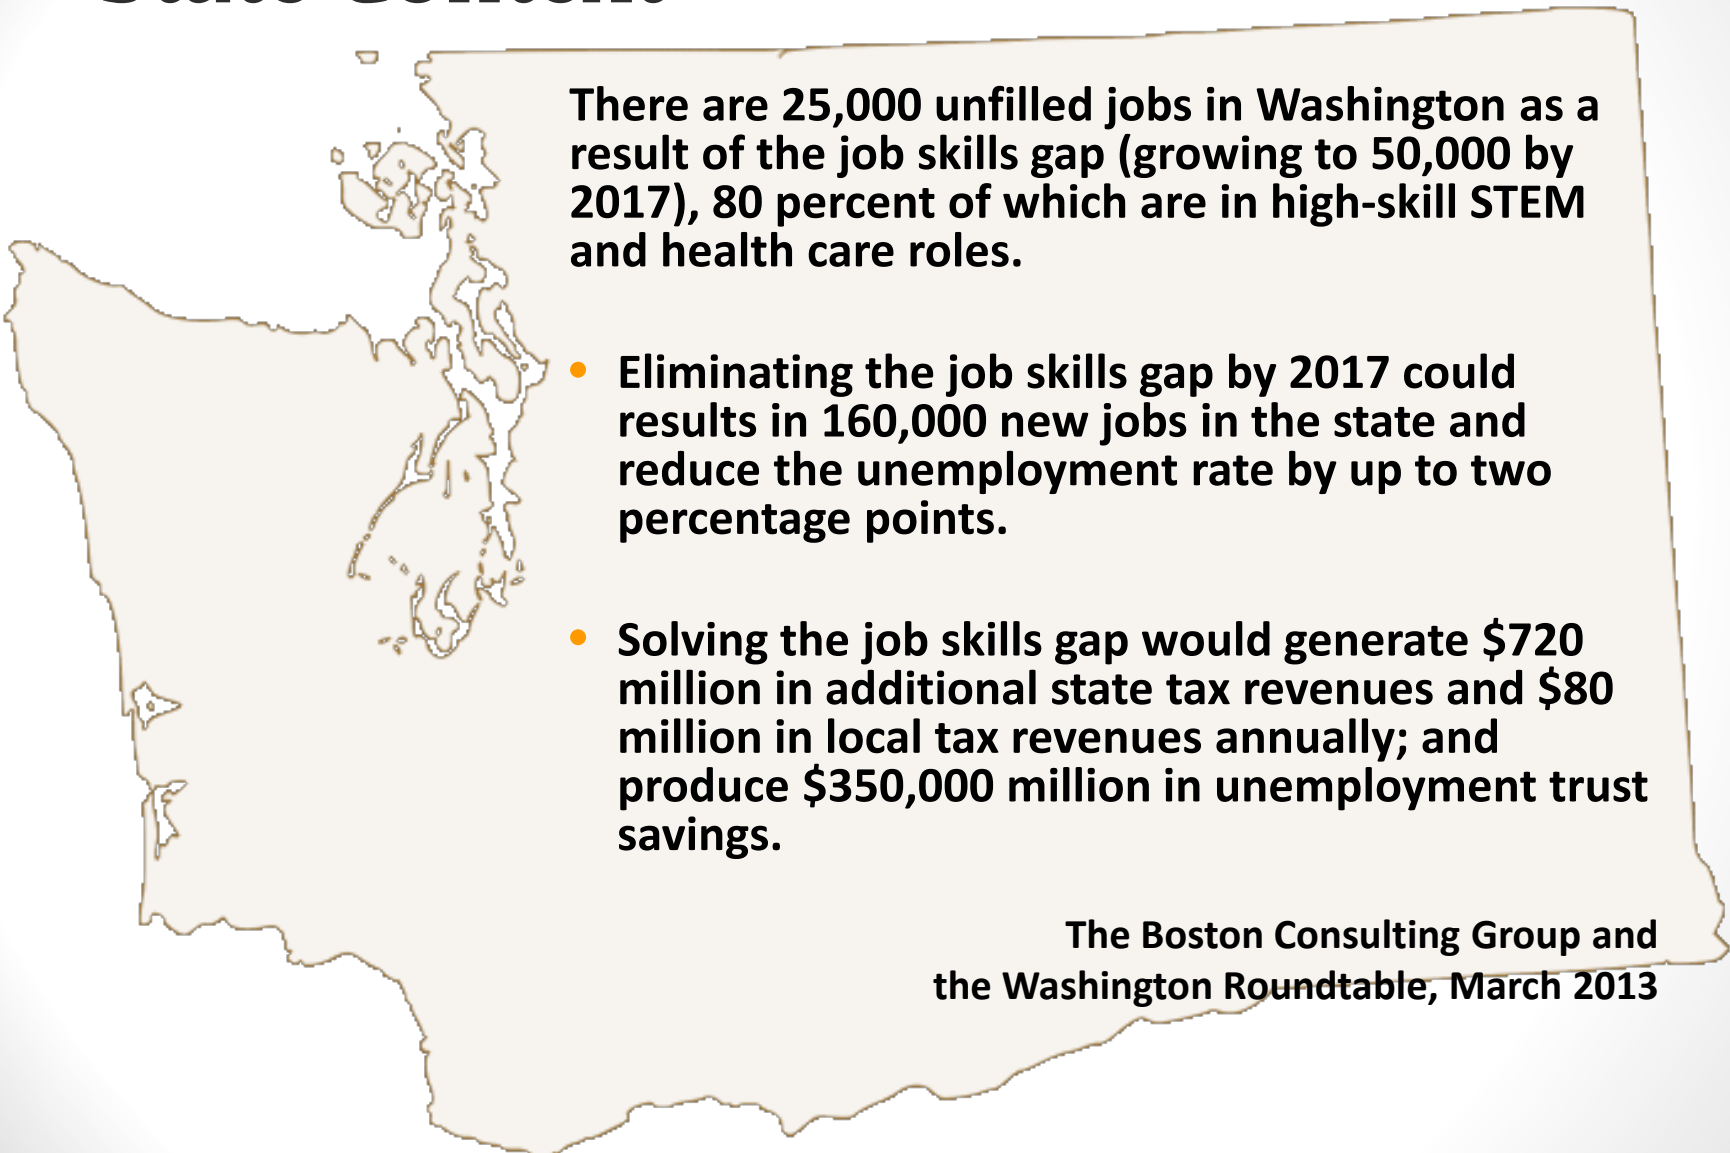 State Context
There are 25,000 unfilled jobs in Washington as a
result of the job skills gap (growing to 50,000 by
2017), 80 percent of which are in high-skill STEM
and health care roles.
• Eliminating the job skills gap by 2017 could
results in 160,000 new jobs in the state and
reduce the unemployment rate by up to two
percentage points.
• Solving the job skills gap would generate $720
million in additional state tax revenues and $80
million in local tax revenues annually; and
produce $350,000 million in unemployment trust
savings.
The Boston Consulting Group and
the Washington Roundtable, March 2013